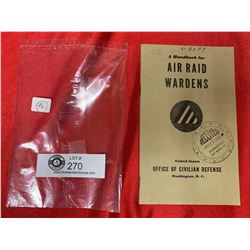 LOT #
270
A Handbook for
AIR RAID
WARDENS
United States
OFFICE OF CIVILIAN DEFENSE
Washington, D. C.